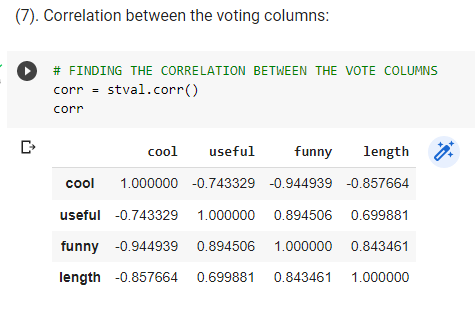 (7). Correlation between the voting columns:
# FINDING THE CORRELATION BETWEEN THE VOTE COLUMNS
corr = stval.corr()
corr
cool useful funny length
cool 1.000000 -0.743329 -0.944939 -0.857664
useful -0.743329 1.000000 0.894506 0.699881
funny -0.944939 0.894506 1.000000 0.843461
length -0.857664 0.699881 0.843461 1.000000